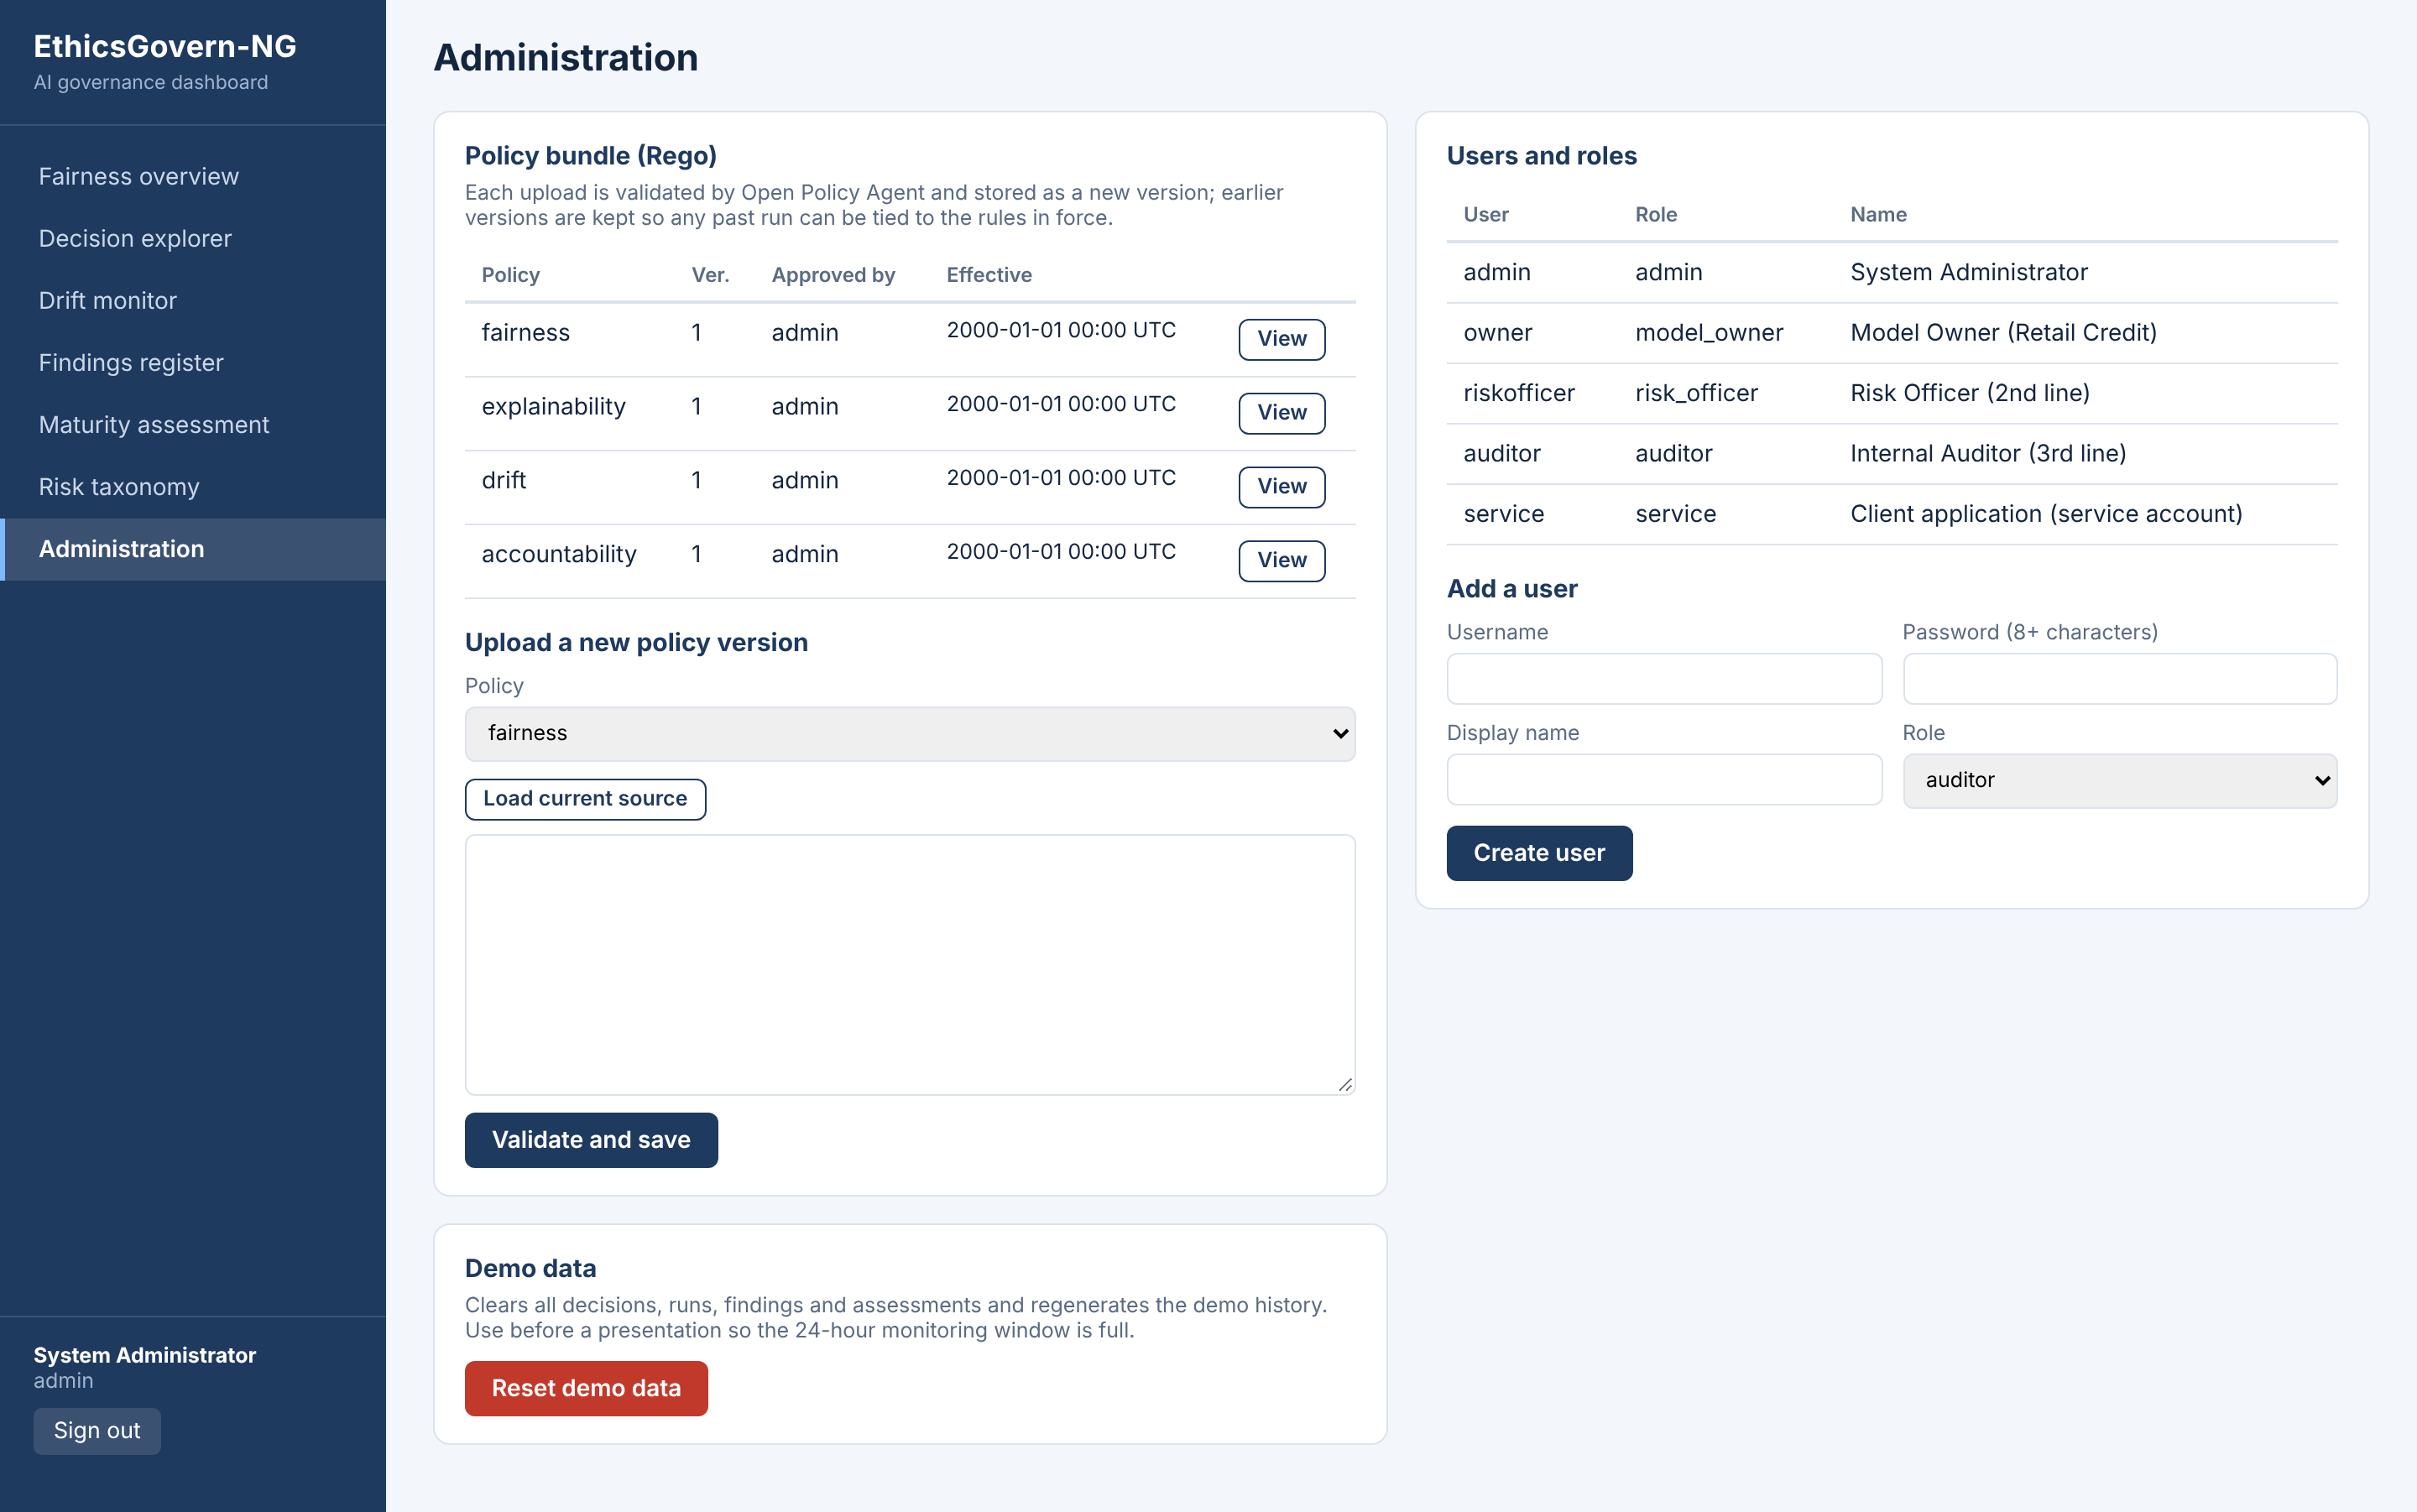 EthicsGovern-NG
AI governance dashboard
Fairness overview
Decision explorer
Drift monitor
Findings register
Maturity assessment
Risk taxonomy
Administration
System Administrator
admin
Sign out
Administration
Policy bundle (Rego)
Each upload is validated by Open Policy Agent and stored as a new version; earlier
versions are kept so any past run can be tied to the rules in force.
Policy Ver. Approved by Effective
fairness 1 admin 2000-01-01 00:00 UTC View
explainability 1 admin 2000-01-01 00:00 UTC View
drift 1 admin 2000-01-01 00:00 UTC View
accountability 1 admin 2000-01-01 00:00 UTC View
Upload a new policy version
Policy
fairness
Load current source
Validate and save
Demo data
Clears all decisions, runs, findings and assessments and regenerates the demo history.
Use before a presentation so the 24-hour monitoring window is full.
Reset demo data
Users and roles
User Role Name
admin admin System Administrator
owner model_owner Model Owner (Retail Credit)
riskofficer risk_officer Risk Officer (2nd line)
auditor auditor Internal Auditor (3rd line)
service service Client application (service account)
Add a user
Username Password (8+ characters)
Display name Role
auditor
Create user